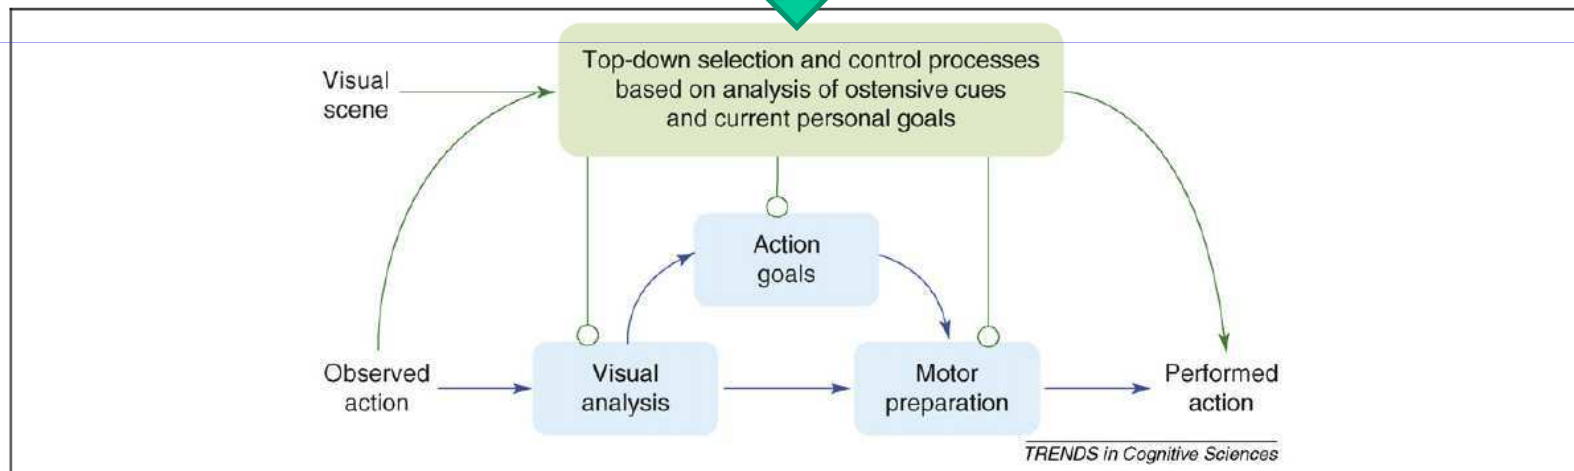 Top-down selection and control processes
based on analysis of ostensive cues
and current personal goals
Visual
scene
Action
goals
Observed
action
Visual
analysis
Motor
preparation
Performed
action
TRENDS in Cognitive Sciences